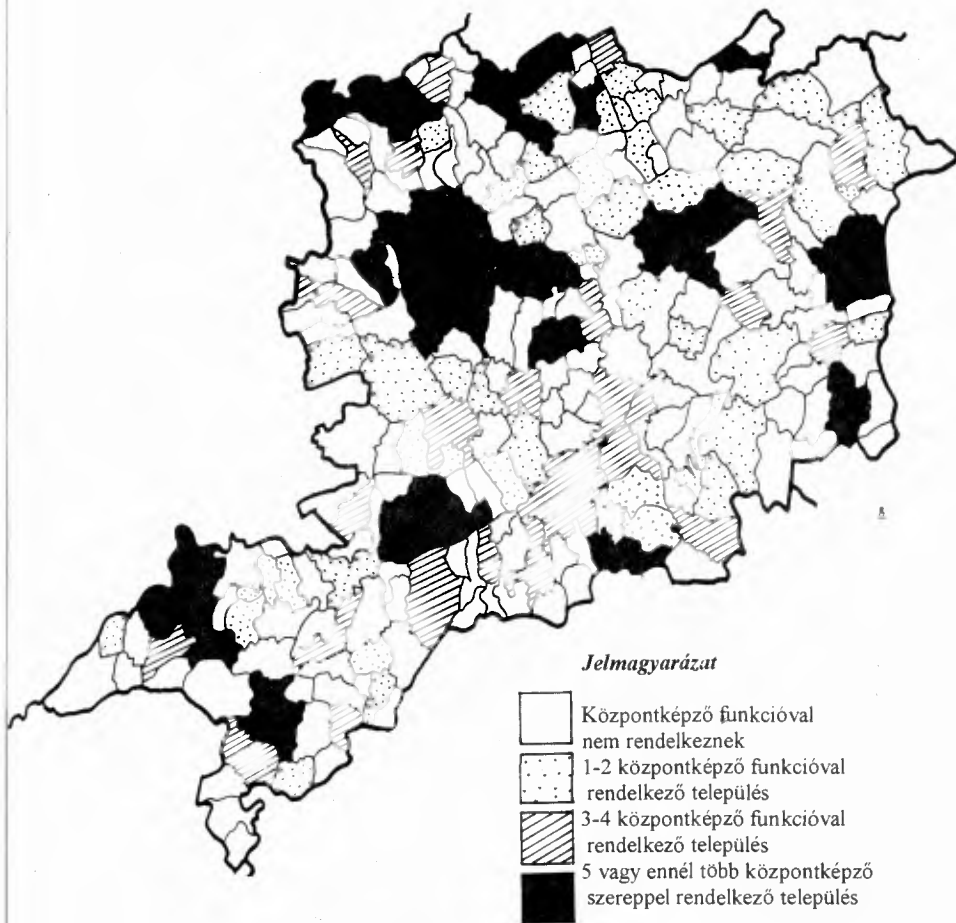 Jelmagyarázat
Központképző funkcióval
nem rendelkeznek
1-2 központképző funkcióval
rendelkező település
3-4 központképző funkcióval
rendelkező település
5 vagy ennél több központképző
szereppel rendelkező település